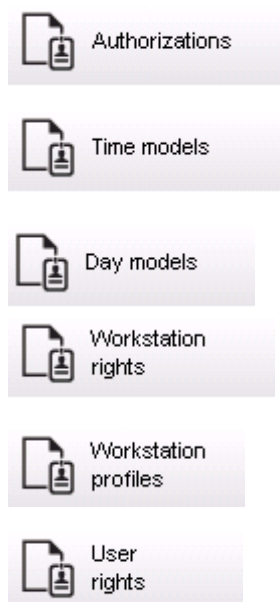 Authorizations
Time models
Day models
Workstation
rights
Workstation
profiles
User
rights